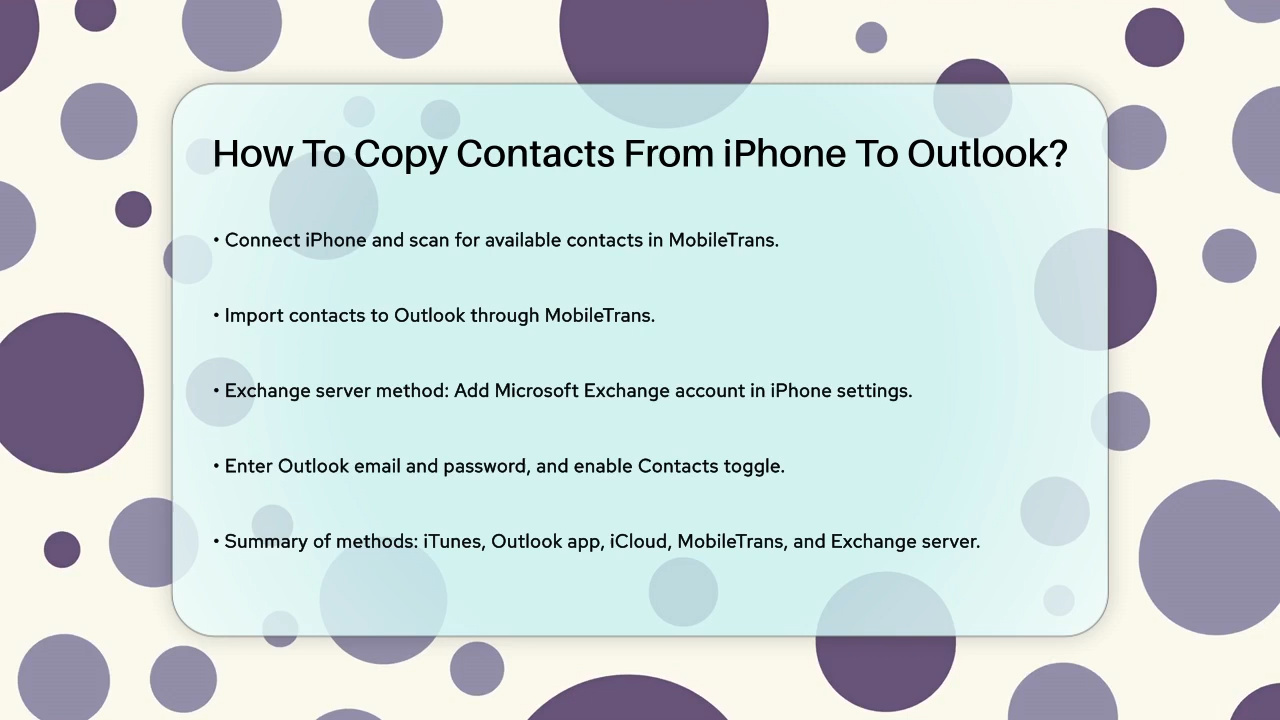 How To Copy Contacts From iPhone To Outlook?
• Connect iPhone and scan for available contacts in MobileTrans.
• Import contacts to Outlook through MobileTrans.
• Exchange server method: Add Microsoft Exchange account in iPhone settings.
• Enter Outlook email and password, and enable Contacts toggle.
• Summary of methods: iTunes, Outlook app, iCloud, MobileTrans, and Exchange server.